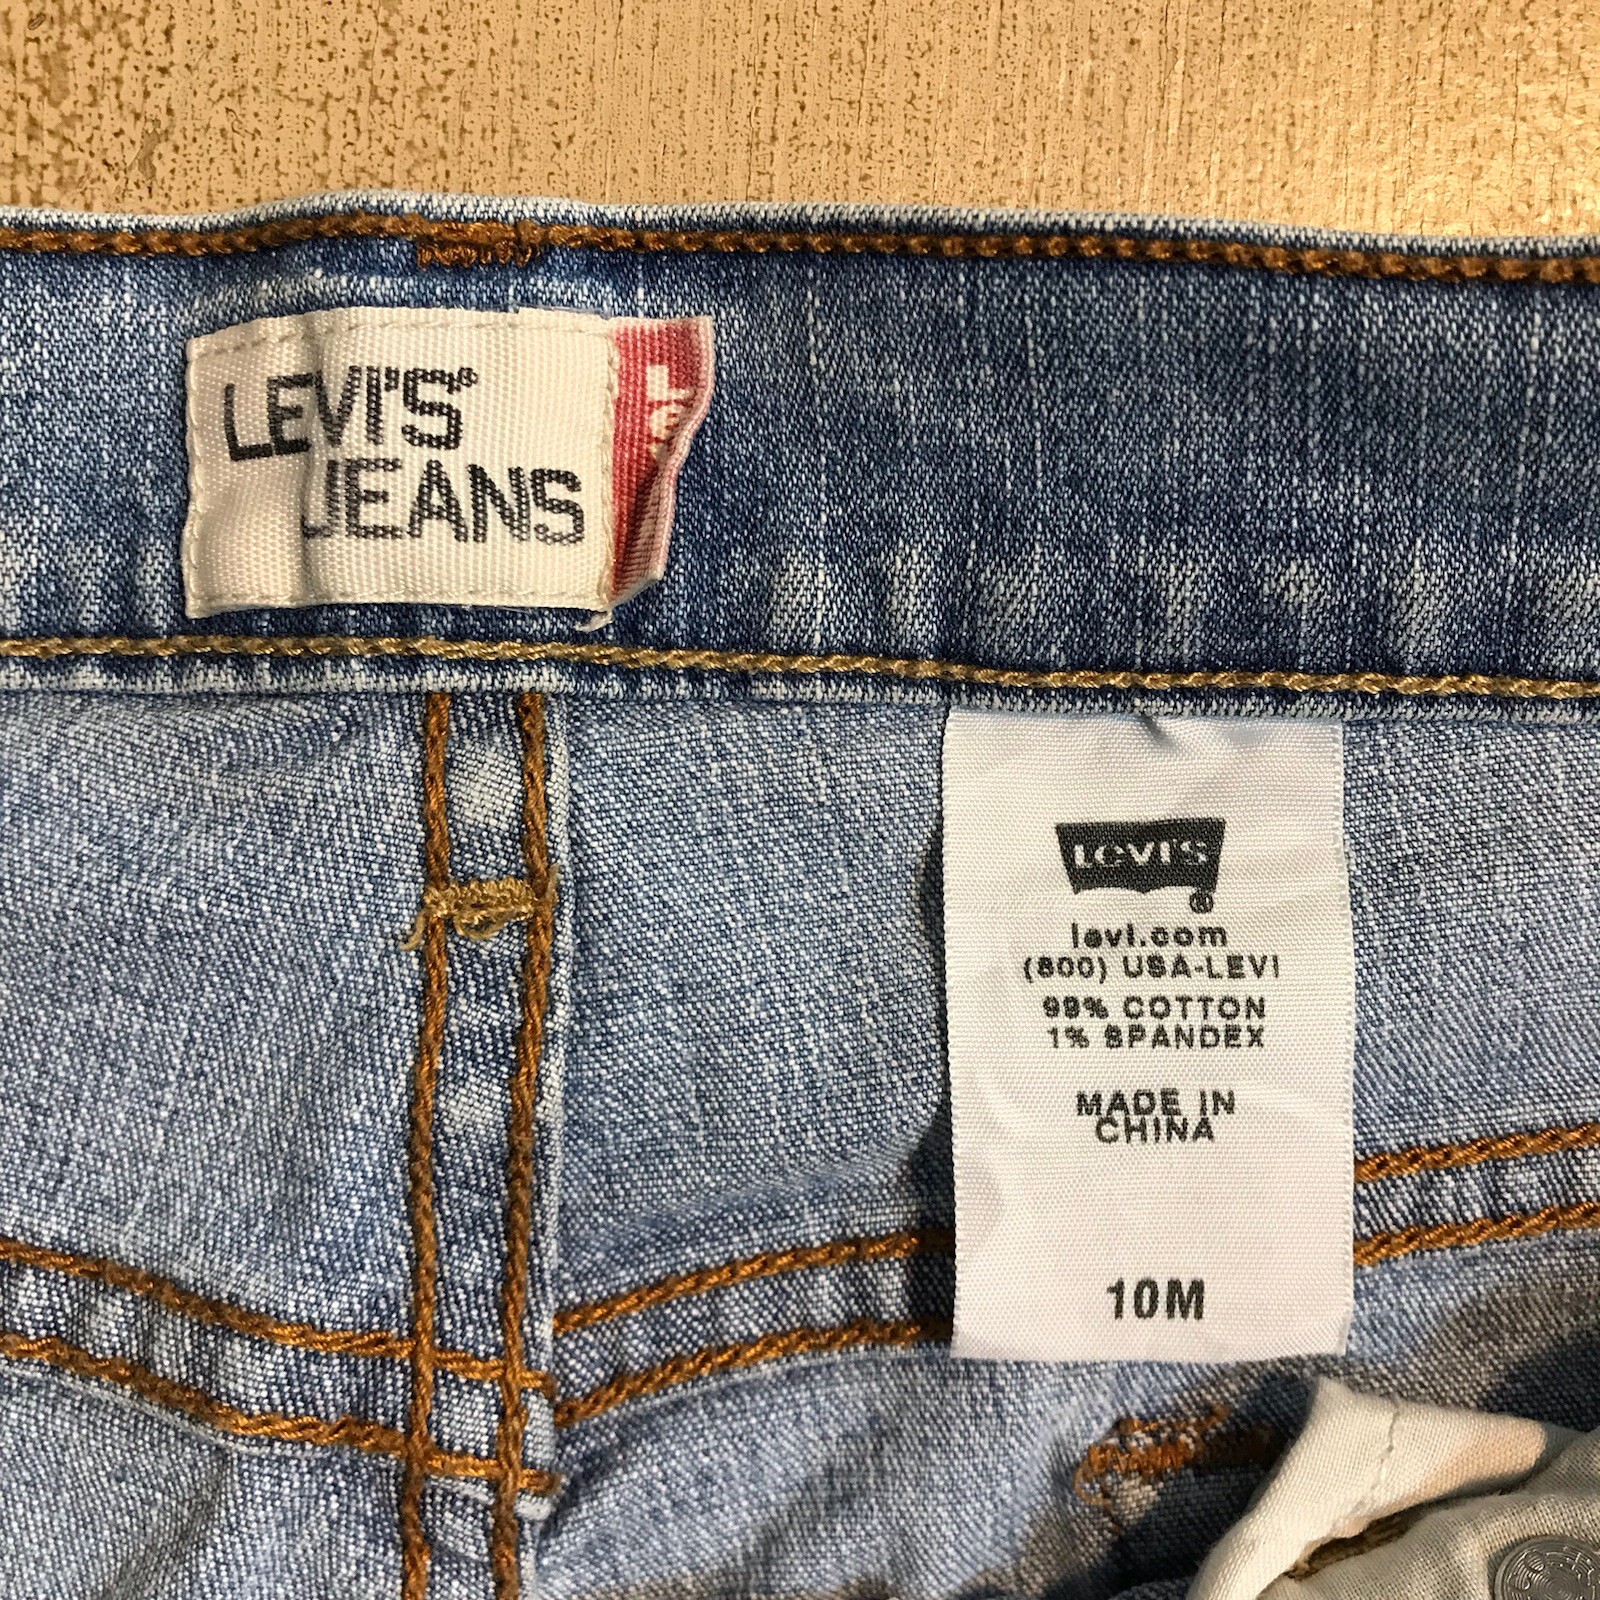 LEVI'S®
JEANS
LEVI'S
®
levi.com
(800) USA-LEVI
99% COTTON
1% SPANDEX
MADE IN
CHINA
10M